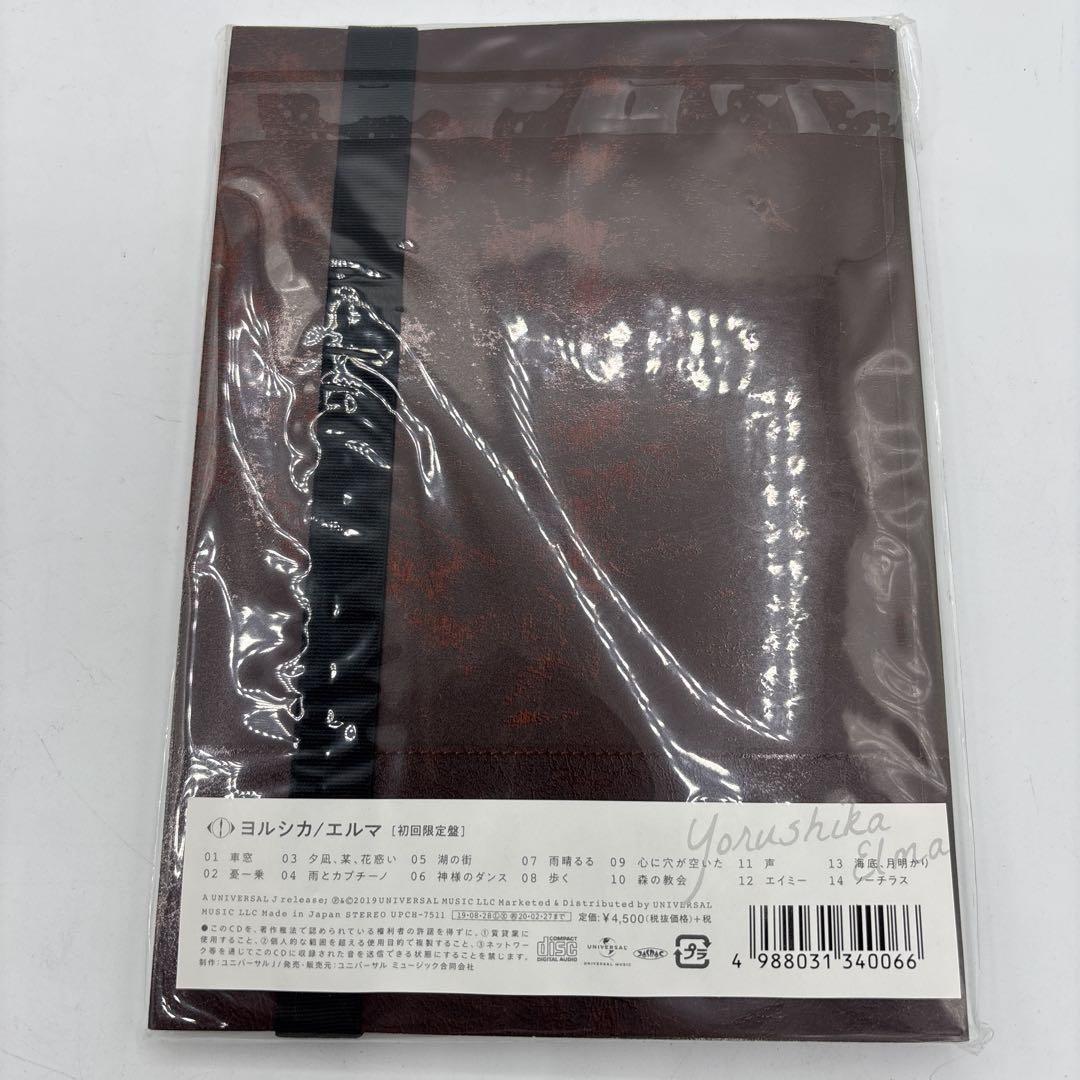 ヨルシカ/エルマ [初回限定盤]
Yorushika
Elma
01 車窓 03 夕凪、某、花惑い 05 湖の街 07 雨晴るる 09 心に穴が空いた 11 声 13 海底、月明かり
02 憂一乗 04 雨とカプチーノ 06 神様のダンス 08 歩く 10 森の教会 12 エイミー 14 ノーチラス
A UNIVERSAL J release; ℗&©2019 UNIVERSAL MUSIC LLC Marketed & Distributed by UNIVERSAL
MUSIC LLC Made in Japan STEREO UPCH-7511 19・08・28 Ⓛ Ⓧ 再20・02・27まで 定価:¥4,500(税抜価格)+税
●このCDを、著作権法で認められている権利者の許諾を得ずに、①賃貸業に
使用すること、②個人的な範囲を超える使用目的で複製すること、③ネットワーク
等を通じてこのCDに収録された音を送信できる状態にすることを禁じます。
制作:ユニバーサルJ/発売・販売元:ユニバーサル ミュージック合同会社
COMPACT
disc
DIGITAL AUDIO
UNIVERSAL
UNIVERSAL MUSIC
JASRAC
プラ
4 988031 340066